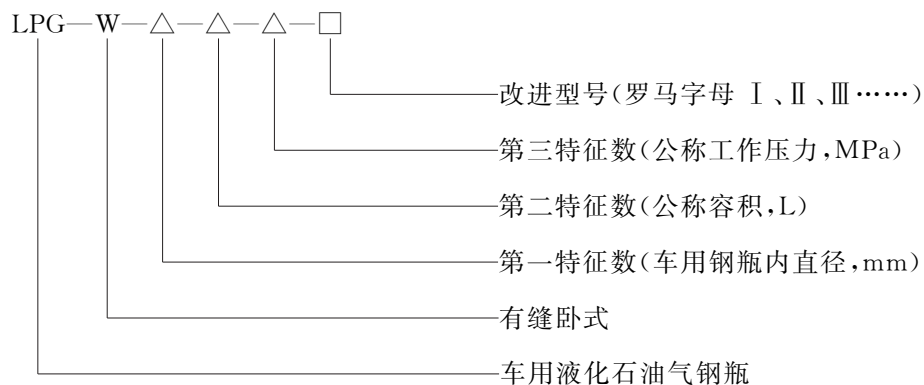 LPG—W—△—△—△—□
改进型号(罗马字母 Ⅰ、Ⅱ、Ⅲ……)
第三特征数(公称工作压力,MPa)
第二特征数(公称容积,L)
第一特征数(车用钢瓶内直径,mm)
有缝卧式
车用液化石油气钢瓶